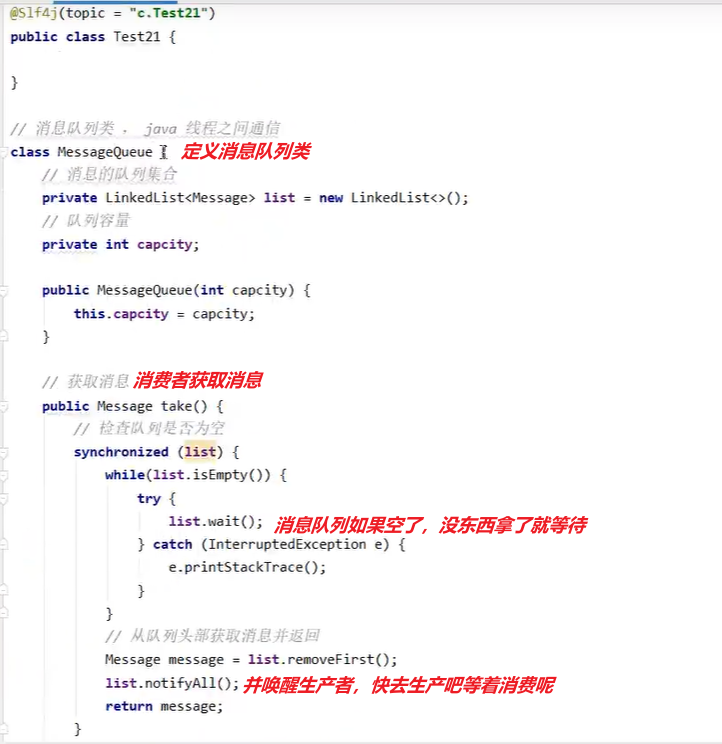 @Slf4j(topic = "c.Test21")
public class Test21 {
}
// 消息队列类 ， java 线程之间通信
class MessageQueue { 定义消息队列类
// 消息的队列集合
private LinkedList<Message> list = new LinkedList<>();
// 队列容量
private int capcity;
public MessageQueue(int capcity) {
this.capcity = capcity;
}
// 获取消息 消费者获取消息
public Message take() {
// 检查队列是否为空
synchronized (list) {
while(list.isEmpty()) {
try {
list.wait(); 消息队列如果空了，没东西拿了就等待
} catch (InterruptedException e) {
e.printStackTrace();
}
}
// 从队列头部获取消息并返回
Message message = list.removeFirst();
list.notifyAll(); 并唤醒生产者，快去生产吧等着消费呢
return message;
}